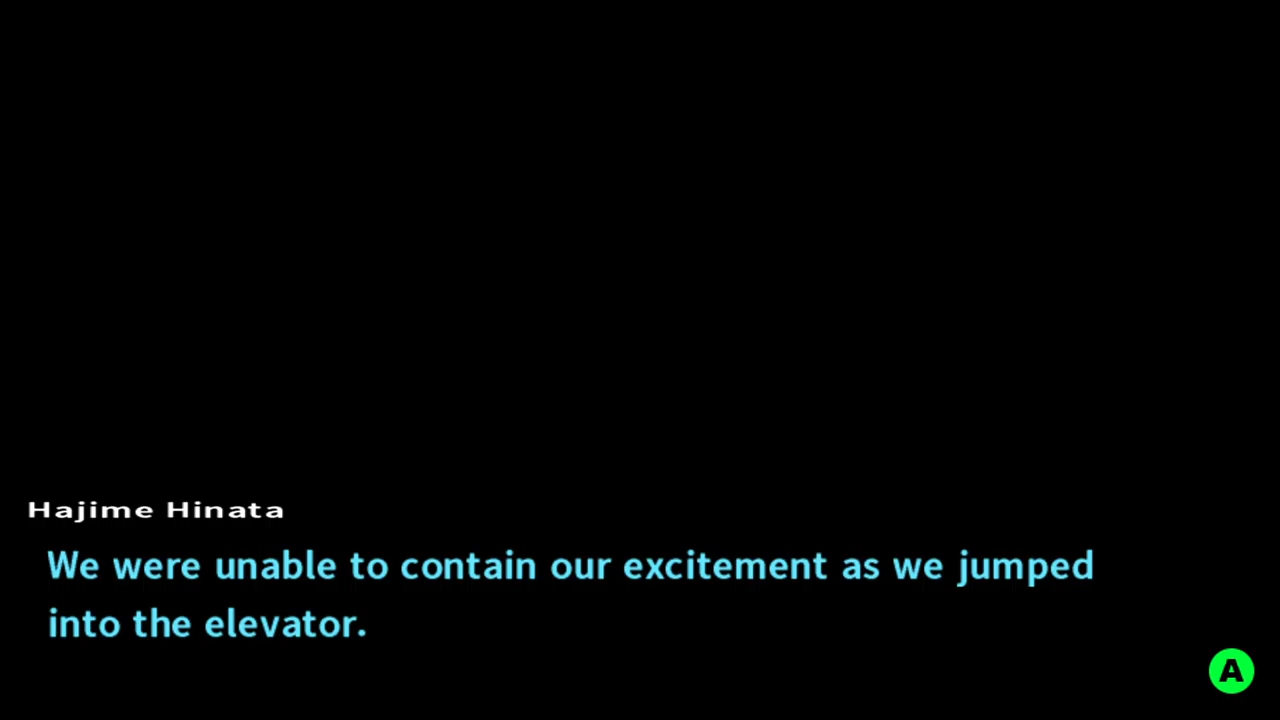 Hajime Hinata
We were unable to contain our excitement as we jumped
into the elevator.
A